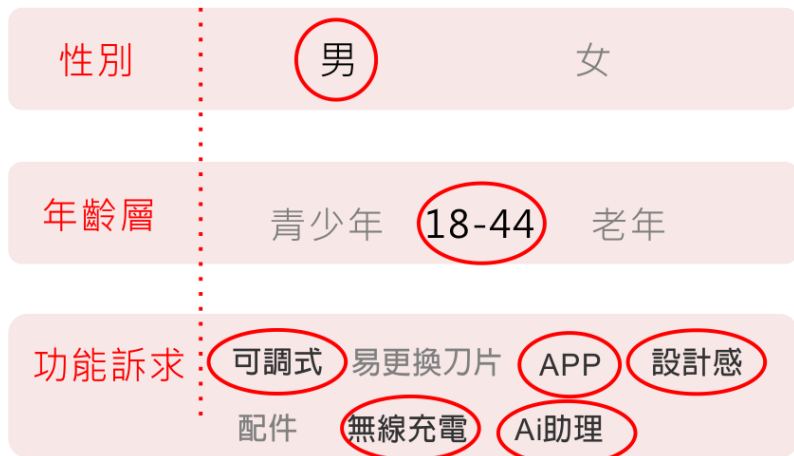 性別 男 女
年齡層 青少年 18-44 老年
功能訴求 可調式 易更換刀片 APP 設計感
配件 無線充電 Ai助理